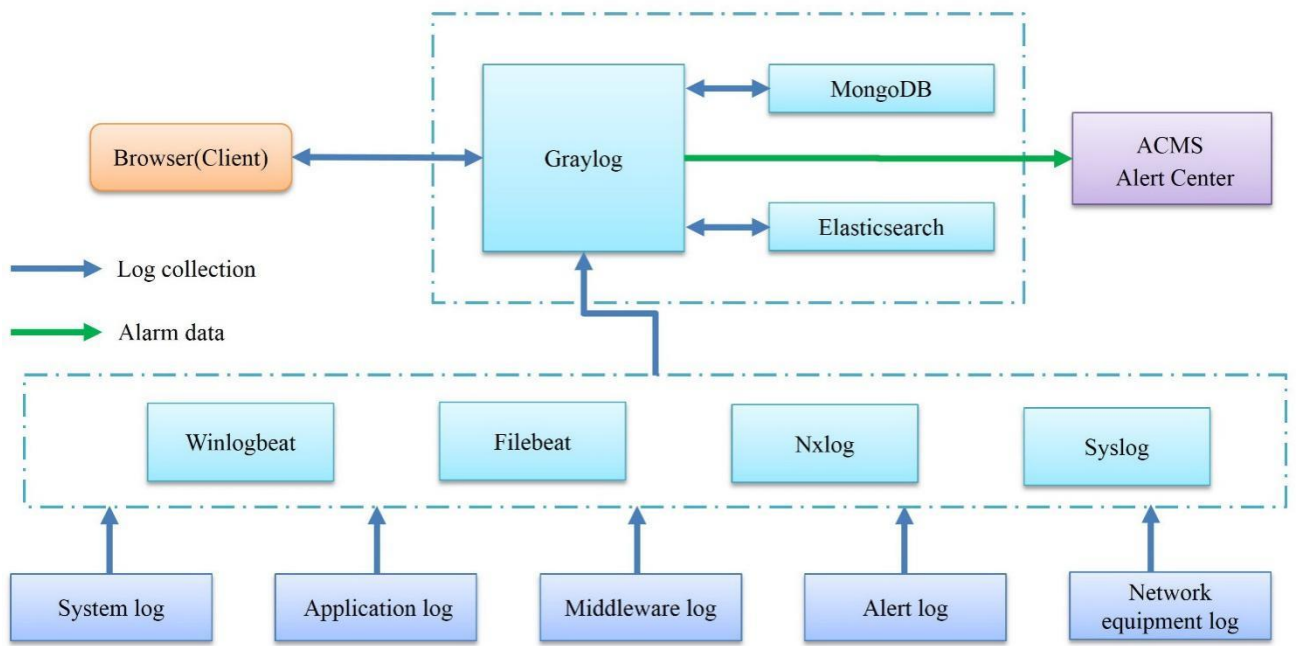 MongoDB
Browser(Client)
Graylog
ACMS
Alert Center
Elasticsearch
Log collection
Alarm data
Winlogbeat
Filebeat
Nxlog
Syslog
System log
Application log
Middleware log
Alert log
Network
equipment log